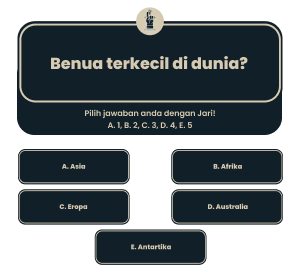 Benua terkecil di dunia?
Pilih jawaban anda dengan Jari!
A. 1, B. 2, C. 3, D. 4, E. 5
A. Asia
B. Afrika
C. Eropa
D. Australia
E. Antartika